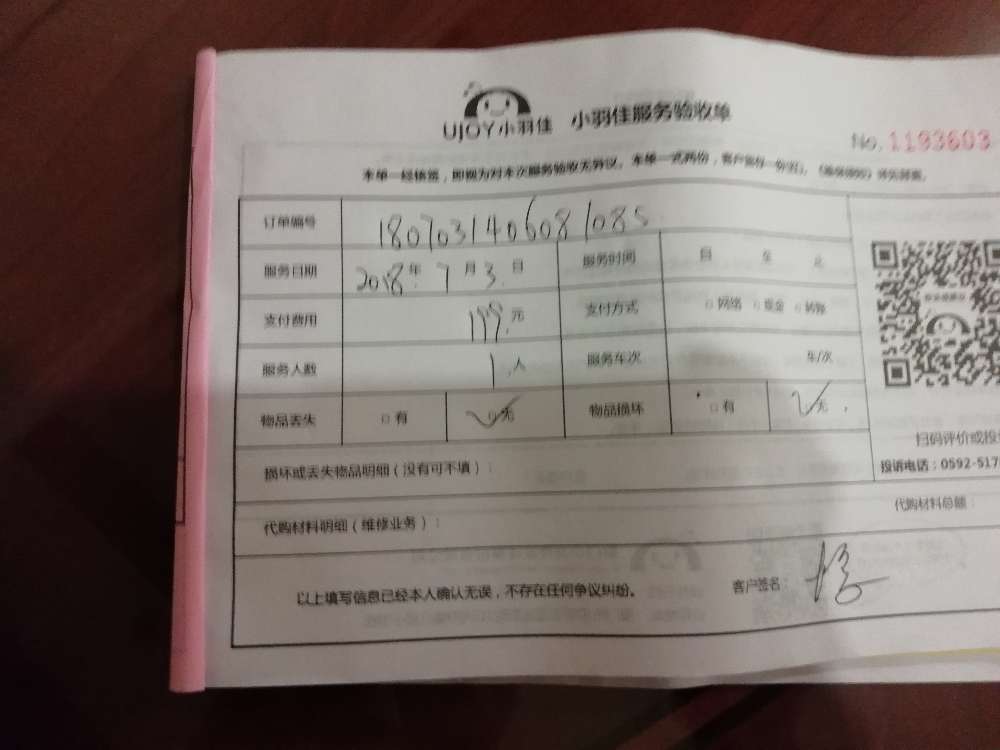 UJOY小羽佳 小羽佳服务验收单
No. 1193603
本单一经核签，即视为对本次服务验收无异议。本单一式两份，客户留存一份
订单编号 1807031406081085
服务日期 2018年 7月3日 服务时间 自 至 止
支付费用 199.元 支付方式 □网络 □现金 □转账
服务人数 1.人 服务车次 车/次
物品丢失 □有 ✓无 物品损坏 □有 ✓无
扫码评价或投
损坏或丢失物品明细（没有可不填）：
投诉电话：0592-517
代购材料明细（维修业务）：
代购材料总额：
以上填写信息已经本人确认无误，不存在任何争议纠纷。 客户签名：